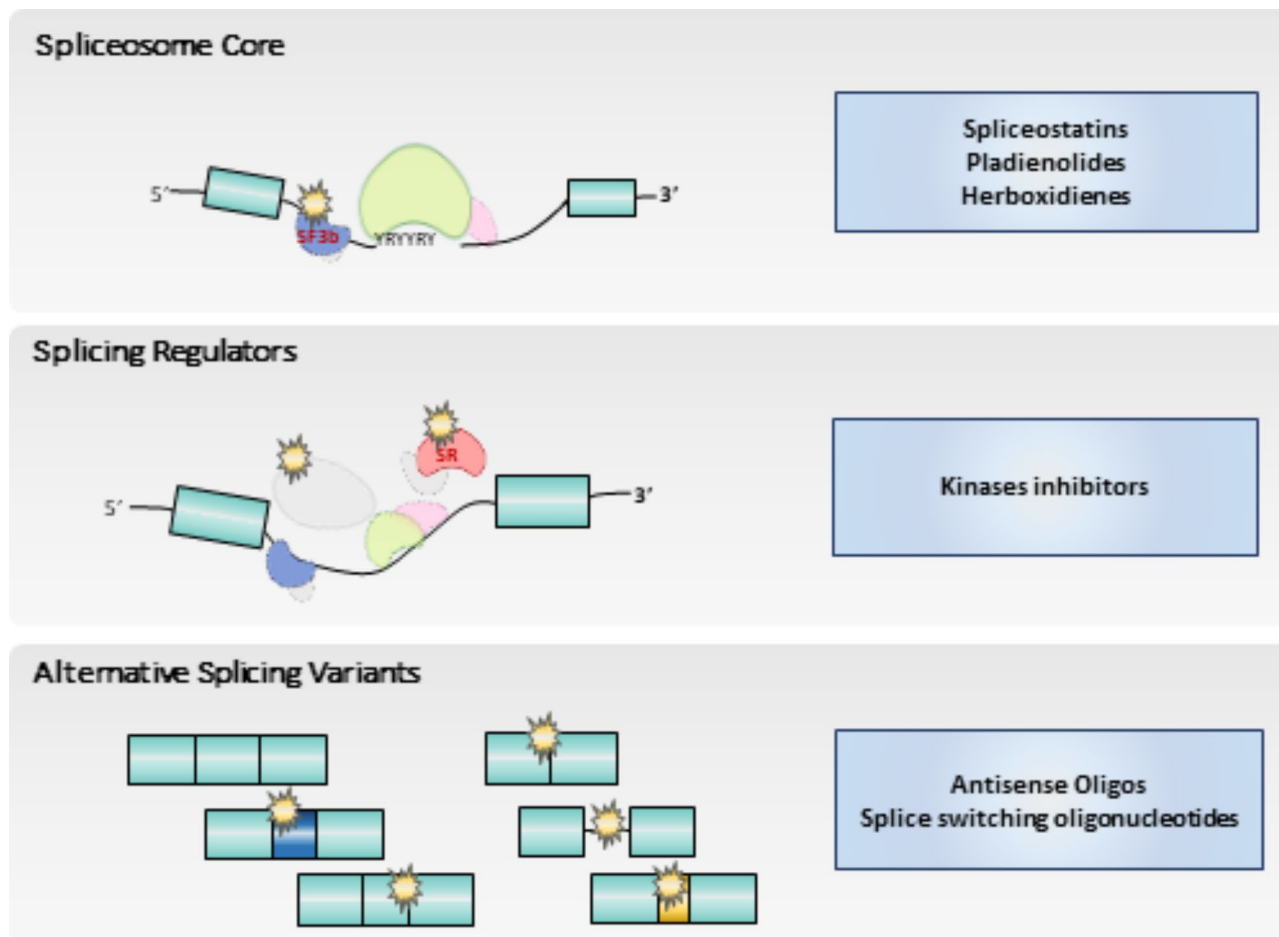 Spliceosome Core
Spliceostatins
Pladienolides
Herboxidienes
5′
3′
SF3b
YRYYRY
Splicing Regulators
SR
Kinases inhibitors
5′
3′
Alternative Splicing Variants
Antisense Oligos
Splice switching oligonucleotides